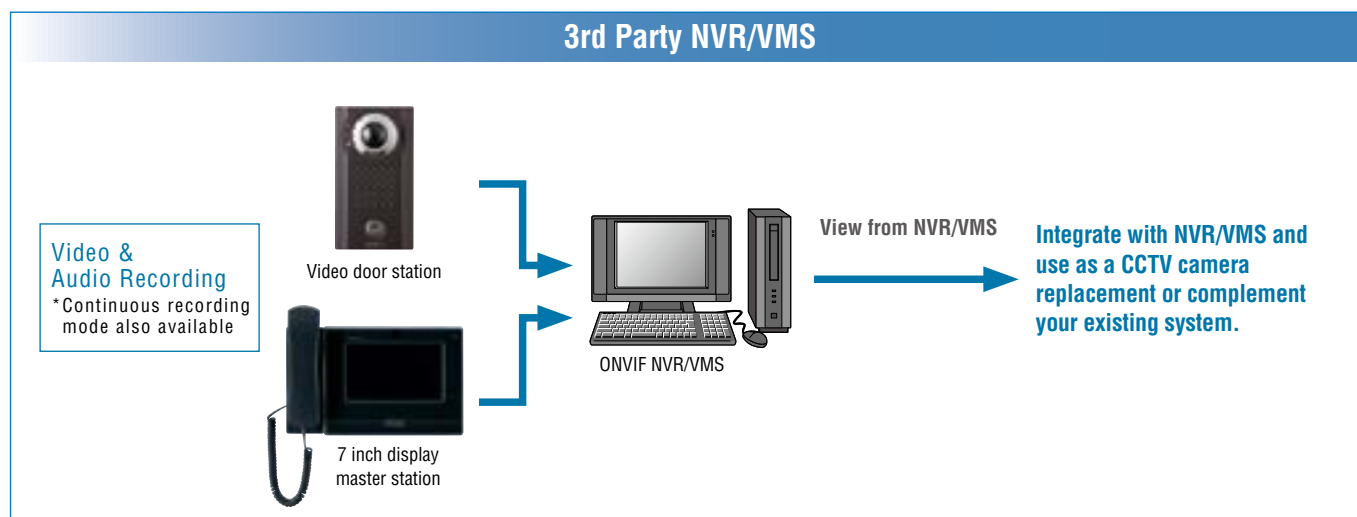 3rd Party NVR/VMS
Video &
Audio Recording
*Continuous recording
mode also available
Video door station
7 inch display
master station
ONVIF NVR/VMS
View from NVR/VMS
Integrate with NVR/VMS and
use as a CCTV camera
replacement or complement
your existing system.